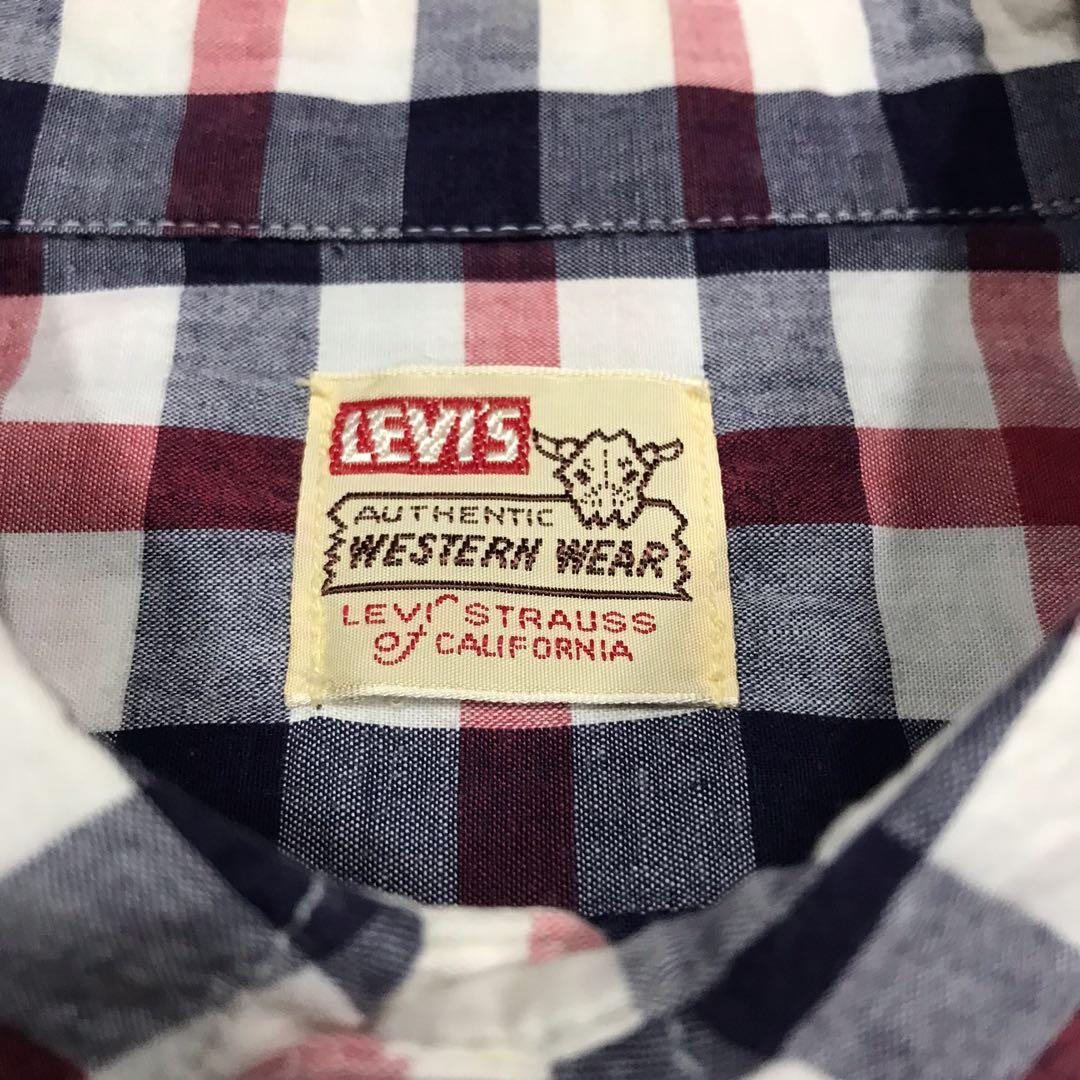 LEVI'S
AUTHENTIC
WESTERN WEAR
LEVI STRAUSS
of CALIFORNIA